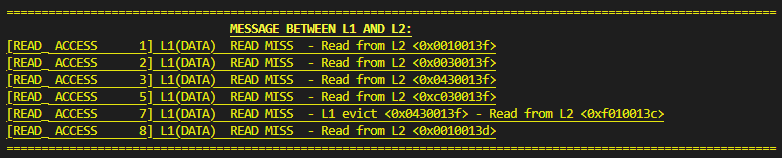 MESSAGE BETWEEN L1 AND L2:
[READ_ ACCESS 1] L1(DATA) READ MISS - Read from L2 <0x0010013f>
[READ_ ACCESS 2] L1(DATA) READ MISS - Read from L2 <0x0030013f>
[READ_ ACCESS 3] L1(DATA) READ MISS - Read from L2 <0x0430013f>
[READ_ ACCESS 5] L1(DATA) READ MISS - Read from L2 <0xc030013f>
[READ_ ACCESS 7] L1(DATA) READ MISS - L1 evict <0x0430013f> - Read from L2 <0xf010013c>
[READ_ ACCESS 8] L1(DATA) READ MISS - Read from L2 <0x0010013d>